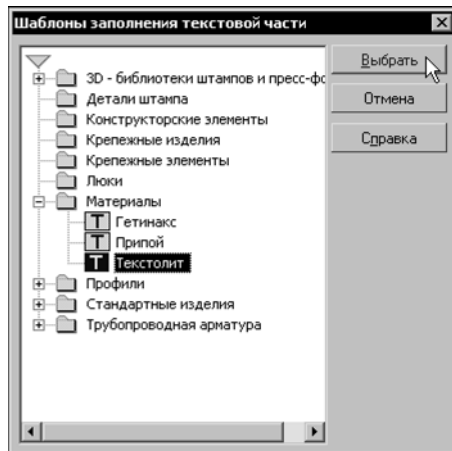 Шаблоны заполнения текстовой части
Выбрать
3D - библиотеки штампов и пресс-фо
Детали штампа
Отмена
Конструкторские элементы
Крепежные изделия
Справка
Крепежные элементы
Люки
Материалы
Гетинакс
Припой
Текстолит
Профили
Стандартные изделия
Трубопроводная арматура